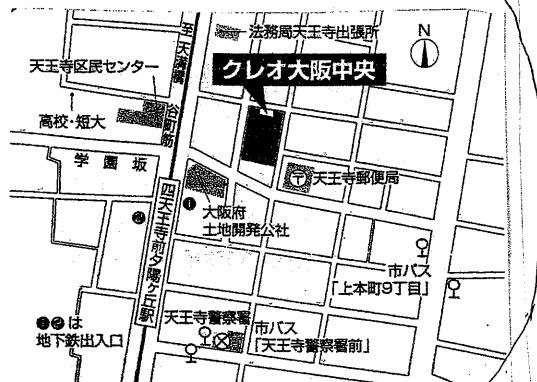 至 天満橋
法務局天王寺出張所
N
天王寺区民センター
クレオ大阪中央
高校・短大
谷町筋
学園坂
〒天王寺郵便局
❶
❷
大阪府
土地開発公社
四天王寺前夕陽ヶ丘駅
市バス
「上本町9丁目」
❶❷は
地下鉄出入口
天王寺警察署
市バス
「天王寺警察署前」